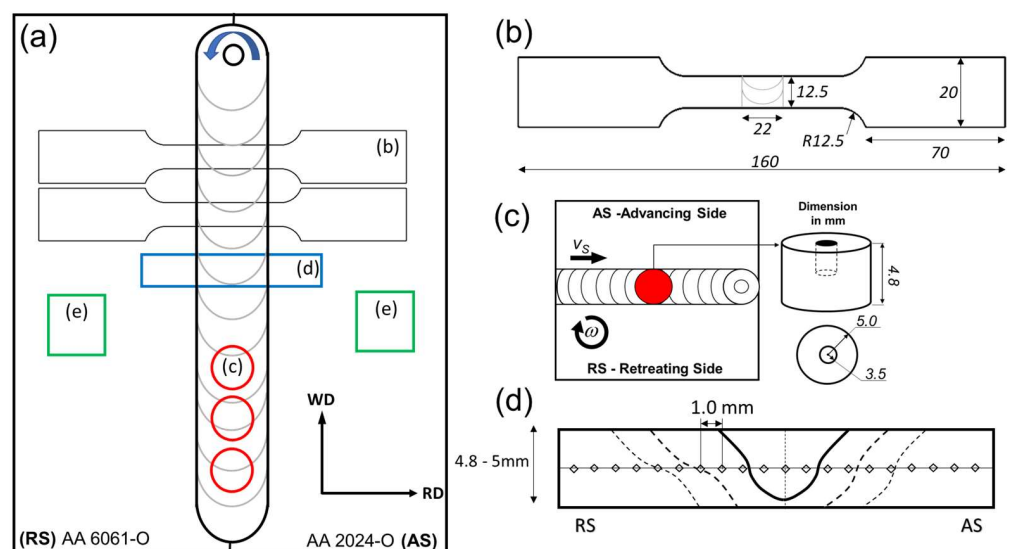 (a)
(b)
(d)
(e)
(e)
(c)
WD
RD
(RS) AA 6061-O
AA 2024-O (AS)
(b)
12.5
20
22
R12.5
70
160
(c)
AS -Advancing Side
Dimension
in mm
Vs
4.8
ω
5.0
3.5
RS - Retreating Side
(d)
1.0 mm
4.8 - 5mm
RS
AS